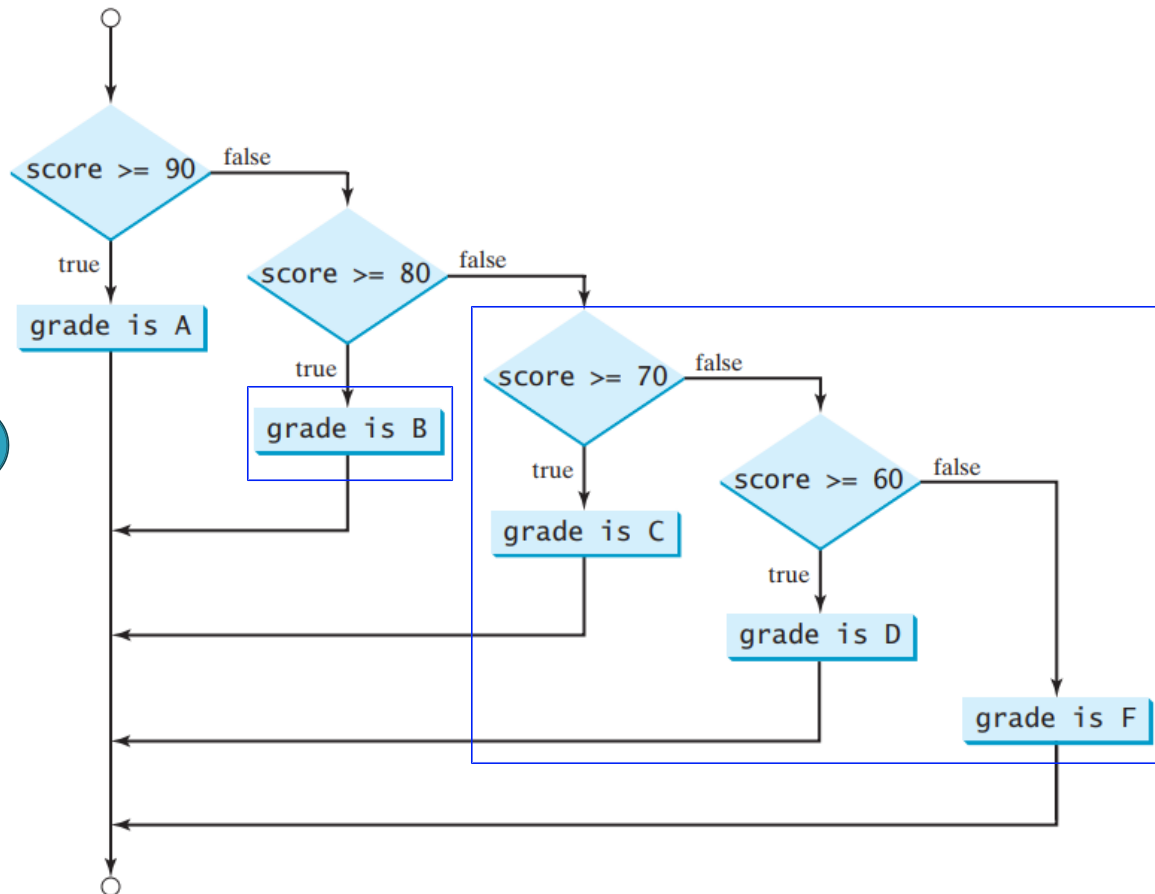 score >= 90
false
true
grade is A
score >= 80
false
true
grade is B
score >= 70
false
true
grade is C
score >= 60
false
true
grade is D
grade is F